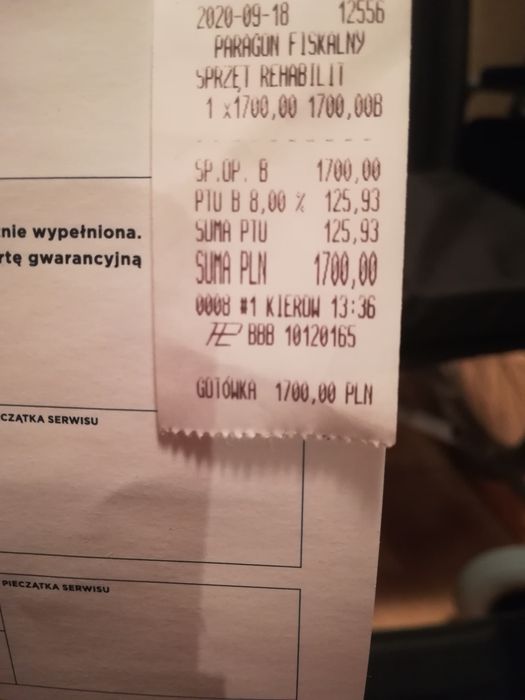 2020-09-18 12556
PARAGON FISKALNY
SPRZĘT REHABILIT
1 x1700,00 1700,00B
SP.OP. B 1700,00
PTU B 8,00 % 125,93
SUMA PTU 125,93
SUMA PLN 1700,00
0008 #1 KIEROW 13:36
BBB 10120165
GOTÓWKA 1700,00 PLN
nie wypełniona.
rtę gwarancyjną
CZĄTKA SERWISU
PIECZĄTKA SERWISU